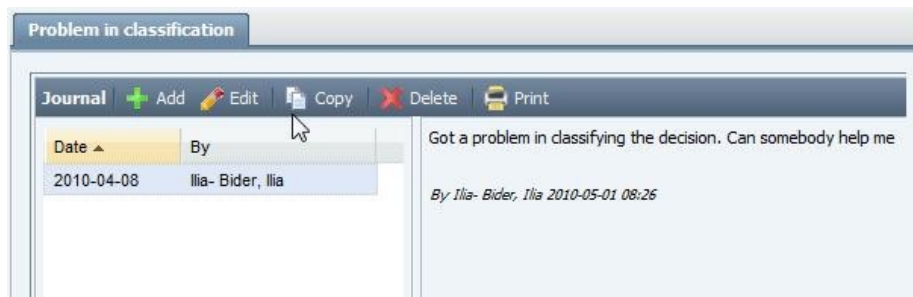 Problem in classification
Journal Add Edit Copy Delete Print
Date By
2010-04-08 Ilia- Bider, Ilia
Got a problem in classifying the decision. Can somebody help me
By Ilia- Bider, Ilia 2010-05-01 08:26